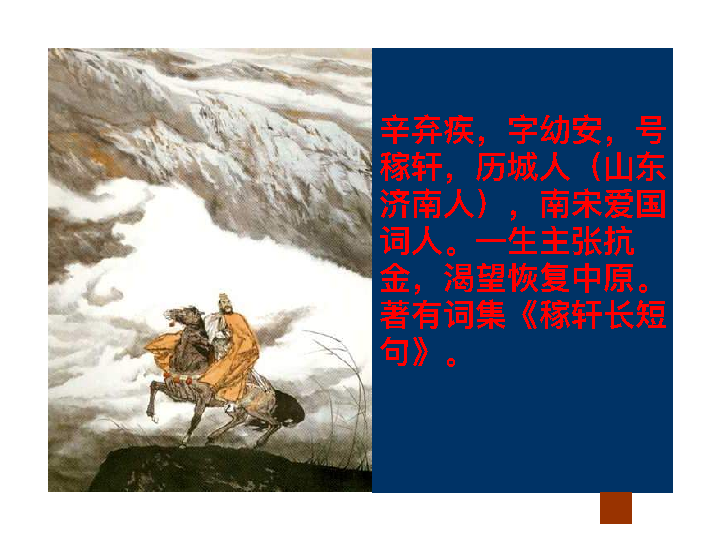 辛弃疾，字幼安，号
稼轩，历城人（山东
济南人），南宋爱国
词人。一生主张抗
金，渴望恢复中原。
著有词集《稼轩长短
句》。